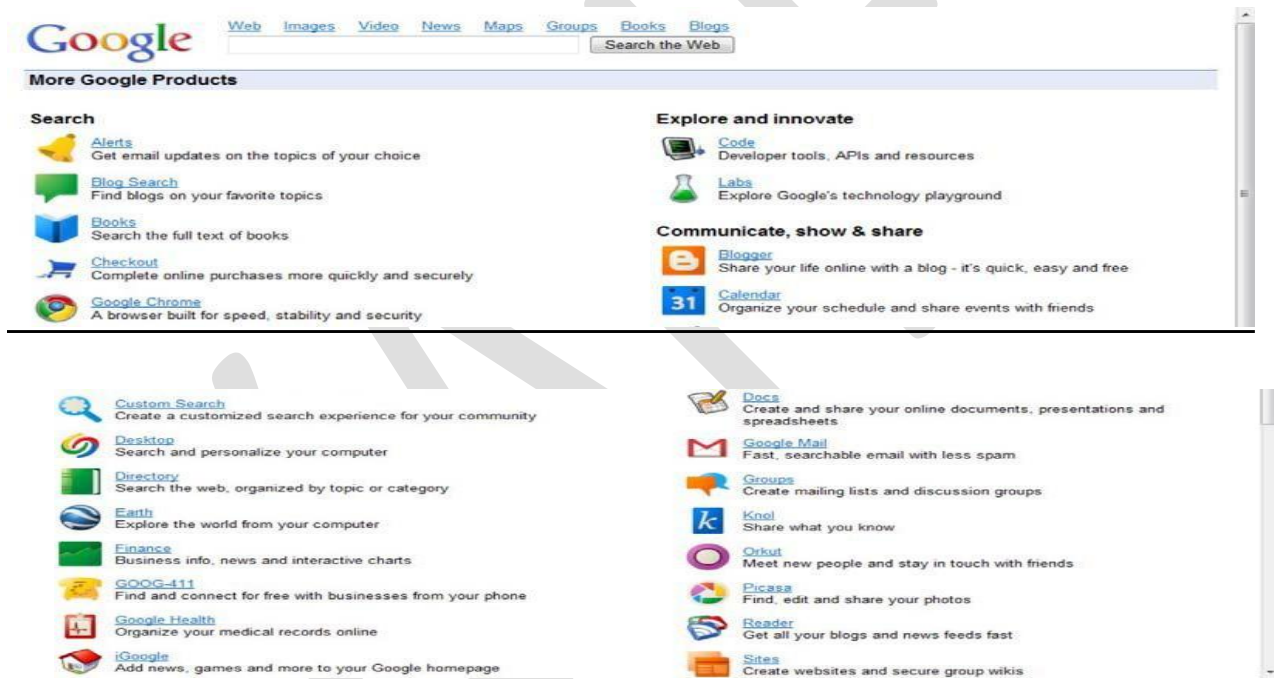 Google
Web Images Video News Maps Groups Books Blogs
Search the Web
More Google Products
Search
Alerts
Get email updates on the topics of your choice
Blog Search
Find blogs on your favorite topics
Books
Search the full text of books
Checkout
Complete online purchases more quickly and securely
Google Chrome
A browser built for speed, stability and security
Explore and innovate
Code
Developer tools, APIs and resources
Labs
Explore Google's technology playground
Communicate, show & share
Blogger
Share your life online with a blog - it's quick, easy and free
31
Calendar
Organize your schedule and share events with friends
Custom Search
Create a customized search experience for your community
Desktop
Search and personalize your computer
Directory
Search the web, organized by topic or category
Earth
Explore the world from your computer
Finance
Business info, news and interactive charts
GOOG-411
Find and connect for free with businesses from your phone
Google Health
Organize your medical records online
iGoogle
Add news, games and more to your Google homepage
Docs
Create and share your online documents, presentations and
spreadsheets
Google Mail
Fast, searchable email with less spam
Groups
Create mailing lists and discussion groups
k
Knol
Share what you know
Orkut
Meet new people and stay in touch with friends
Picasa
Find, edit and share your photos
Reader
Get all your blogs and news feeds fast
Sites
Create websites and secure group wikis